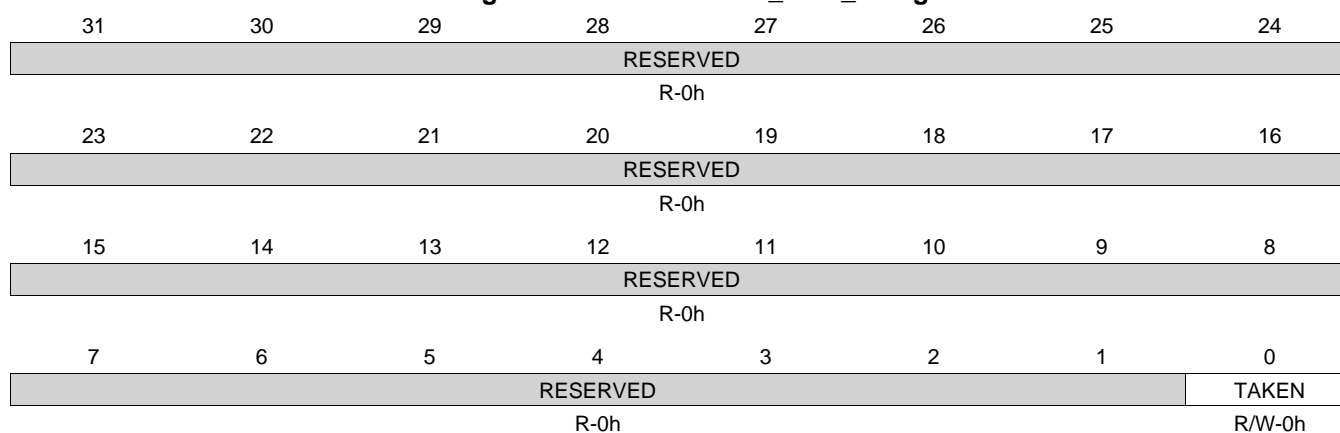 31 30 29 28 27 26 25 24
RESERVED
R-0h
23 22 21 20 19 18 17 16
RESERVED
R-0h
15 14 13 12 11 10 9 8
RESERVED
R-0h
7 6 5 4 3 2 1 0
RESERVED TAKEN
R-0h R/W-0h